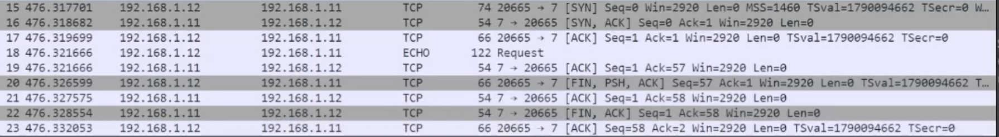 15 476.317701 192.168.1.12 192.168.1.11 TCP 74 20665 → 7 [SYN] Seq=0 Win=2920 Len=0 MSS=1460 TSval=1790094662 TSecr=0 W…
16 476.318682 192.168.1.11 192.168.1.12 TCP 54 7 → 20665 [SYN, ACK] Seq=0 Ack=1 Win=2920 Len=0
17 476.319699 192.168.1.12 192.168.1.11 TCP 66 20665 → 7 [ACK] Seq=1 Ack=1 Win=2920 Len=0 TSval=1790094662 TSecr=0
18 476.321666 192.168.1.12 192.168.1.11 ECHO 122 Request
19 476.321666 192.168.1.11 192.168.1.12 TCP 54 7 → 20665 [ACK] Seq=1 Ack=57 Win=2920 Len=0
20 476.326599 192.168.1.12 192.168.1.11 TCP 66 20665 → 7 [FIN, PSH, ACK] Seq=57 Ack=1 Win=2920 Len=0 TSval=1790094662 T…
21 476.327575 192.168.1.11 192.168.1.12 TCP 54 7 → 20665 [ACK] Seq=1 Ack=58 Win=2920 Len=0
22 476.328554 192.168.1.11 192.168.1.12 TCP 54 7 → 20665 [FIN, ACK] Seq=1 Ack=58 Win=2920 Len=0
23 476.332053 192.168.1.12 192.168.1.11 TCP 66 20665 → 7 [ACK] Seq=58 Ack=2 Win=2920 Len=0 TSval=1790094662 TSecr=0